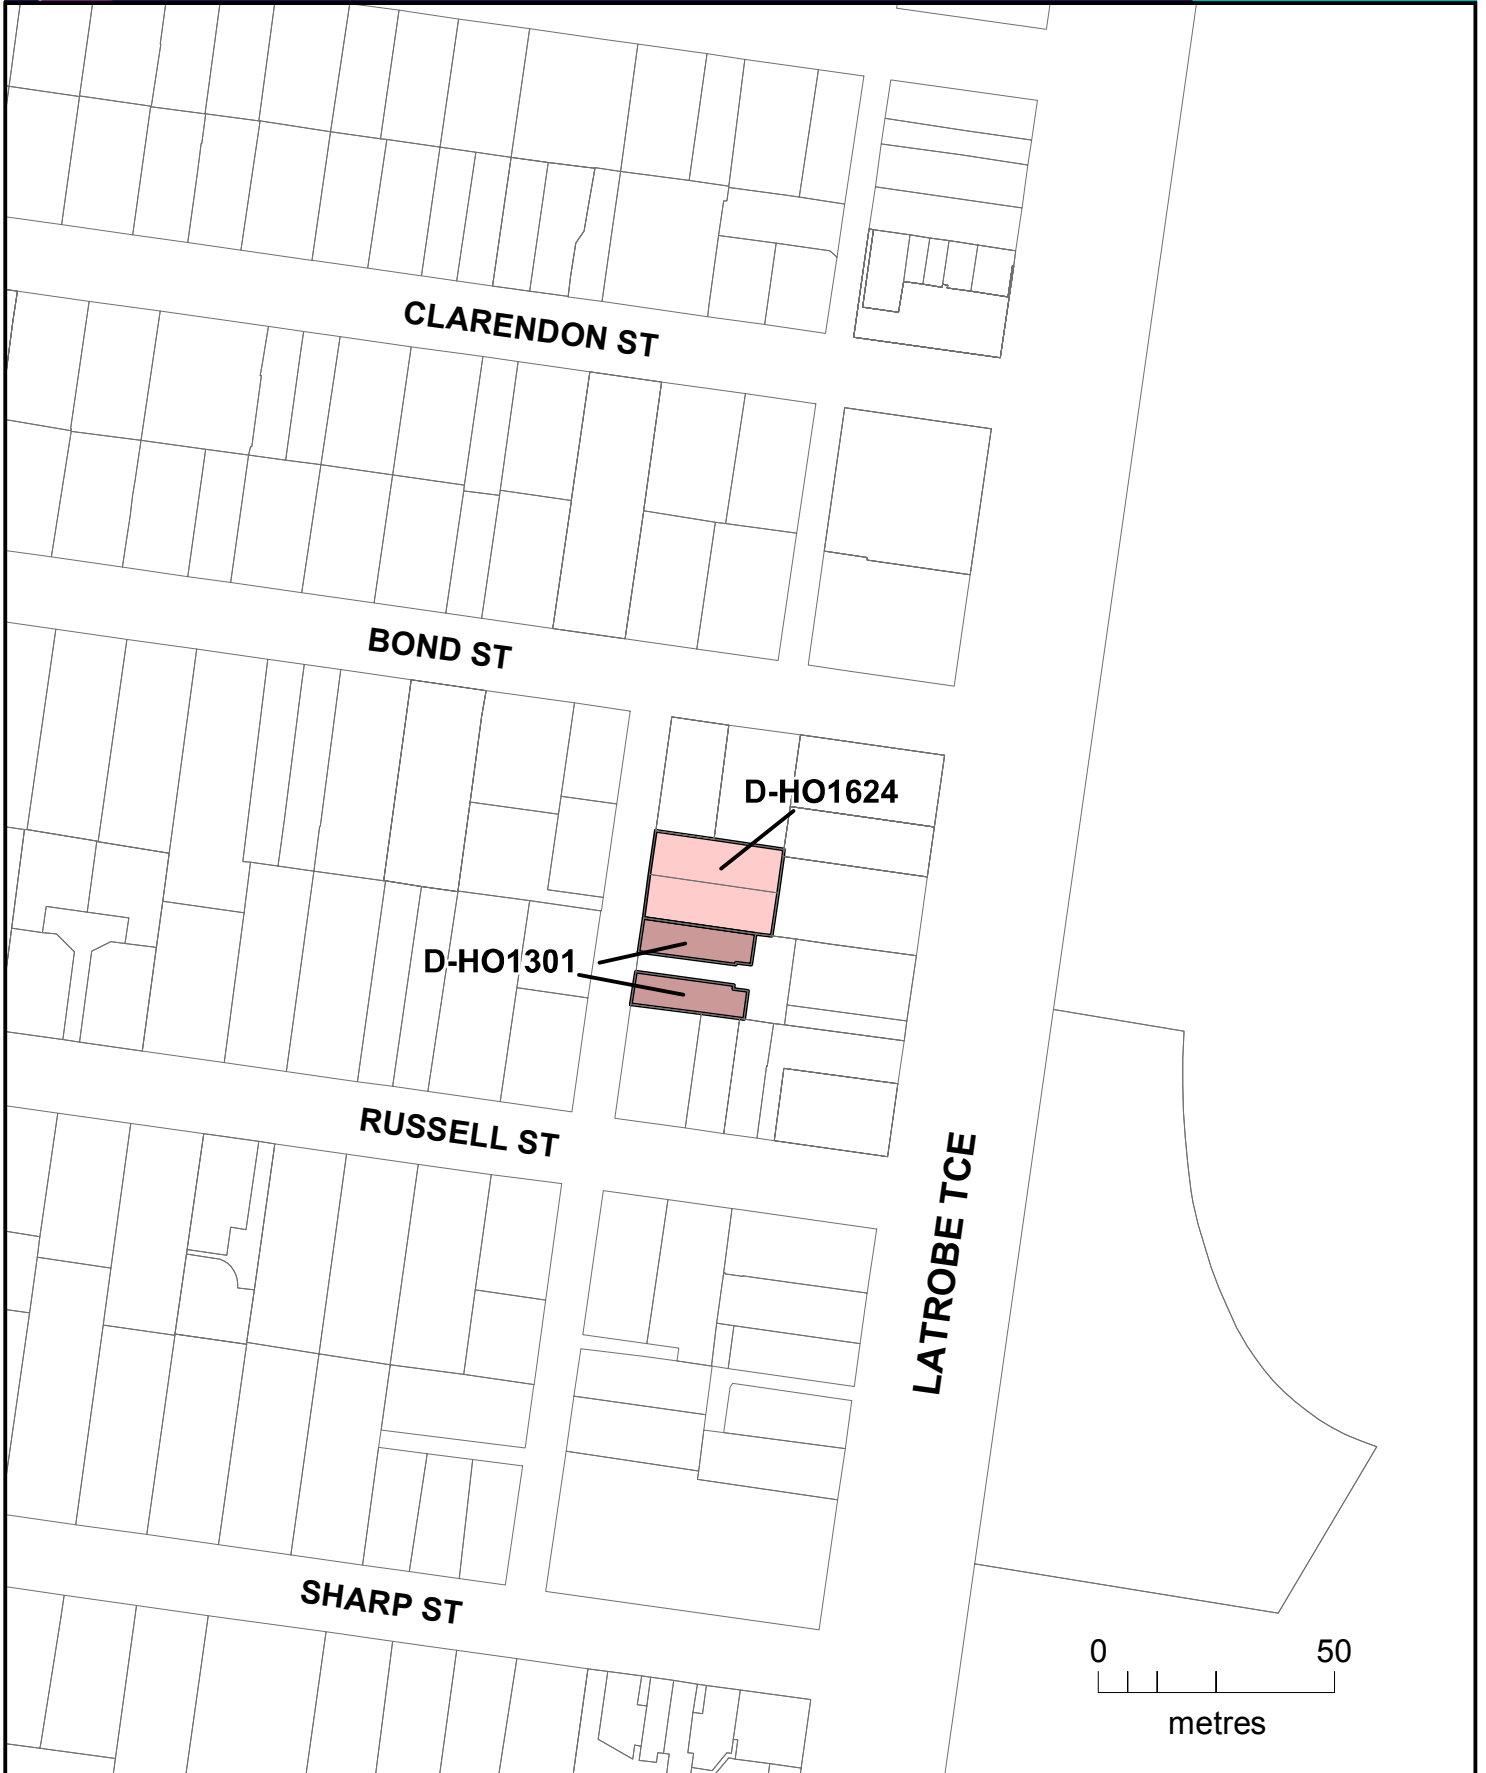 CLARENDON ST
BOND ST
D-HO1624
D-HO1301
RUSSELL ST
LATROBE TCE
SHARP ST
0 50
metres